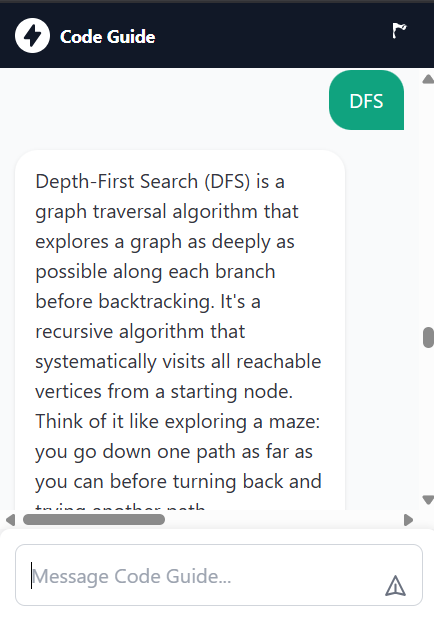 Code Guide
DFS
Depth-First Search (DFS) is a
graph traversal algorithm that
explores a graph as deeply as
possible along each branch
before backtracking. It's a
recursive algorithm that
systematically visits all reachable
vertices from a starting node.
Think of it like exploring a maze:
you go down one path as far as
you can before turning back and
trying another path
Message Code Guide...